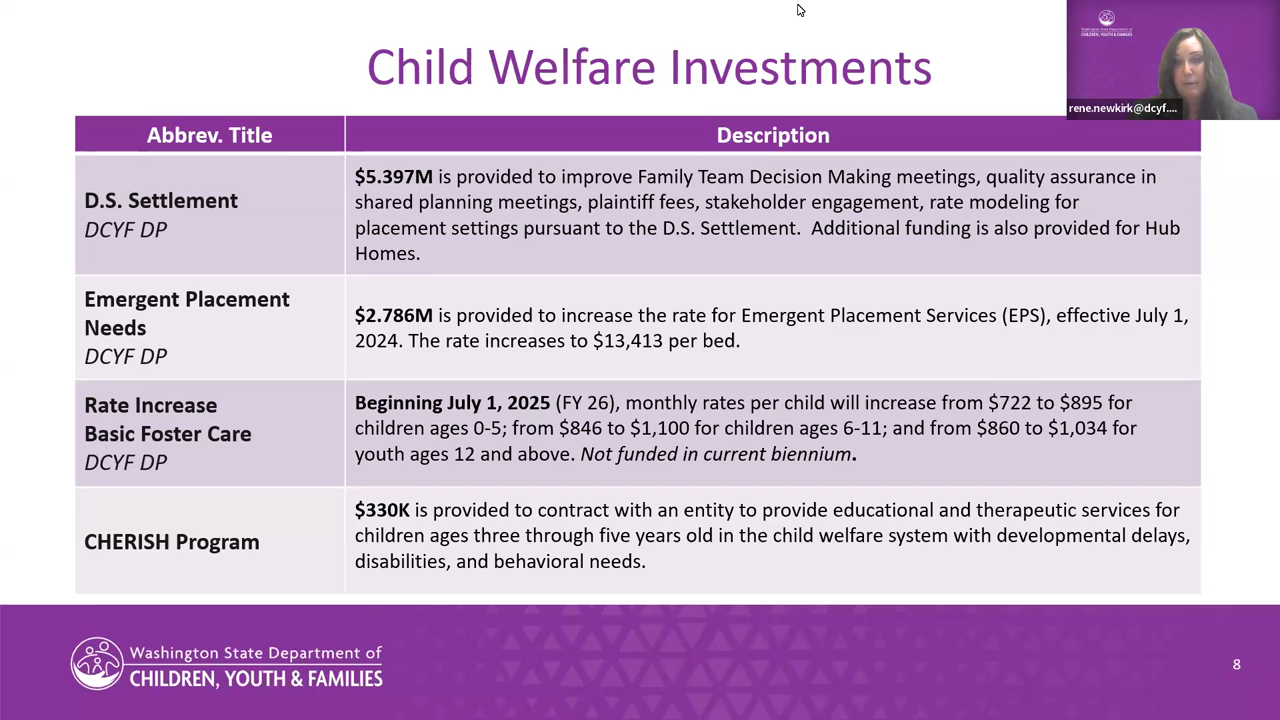 Child Welfare Investments
Washington State Department of
CHILDREN, YOUTH & FAMILIES
rene.newkirk@dcyf....
Abbrev. Title
Description
D.S. Settlement
DCYF DP
$5.397M is provided to improve Family Team Decision Making meetings, quality assurance in
shared planning meetings, plaintiff fees, stakeholder engagement, rate modeling for
placement settings pursuant to the D.S. Settlement.  Additional funding is also provided for Hub
Homes.
Emergent Placement
Needs
DCYF DP
$2.786M is provided to increase the rate for Emergent Placement Services (EPS), effective July 1,
2024. The rate increases to $13,413 per bed.
Rate Increase
Basic Foster Care
DCYF DP
Beginning July 1, 2025 (FY 26), monthly rates per child will increase from $722 to $895 for
children ages 0-5; from $846 to $1,100 for children ages 6-11; and from $860 to $1,034 for
youth ages 12 and above. Not funded in current biennium.
CHERISH Program
$330K is provided to contract with an entity to provide educational and therapeutic services for
children ages three through five years old in the child welfare system with developmental delays,
disabilities, and behavioral needs.
Washington State Department of
CHILDREN, YOUTH & FAMILIES
8